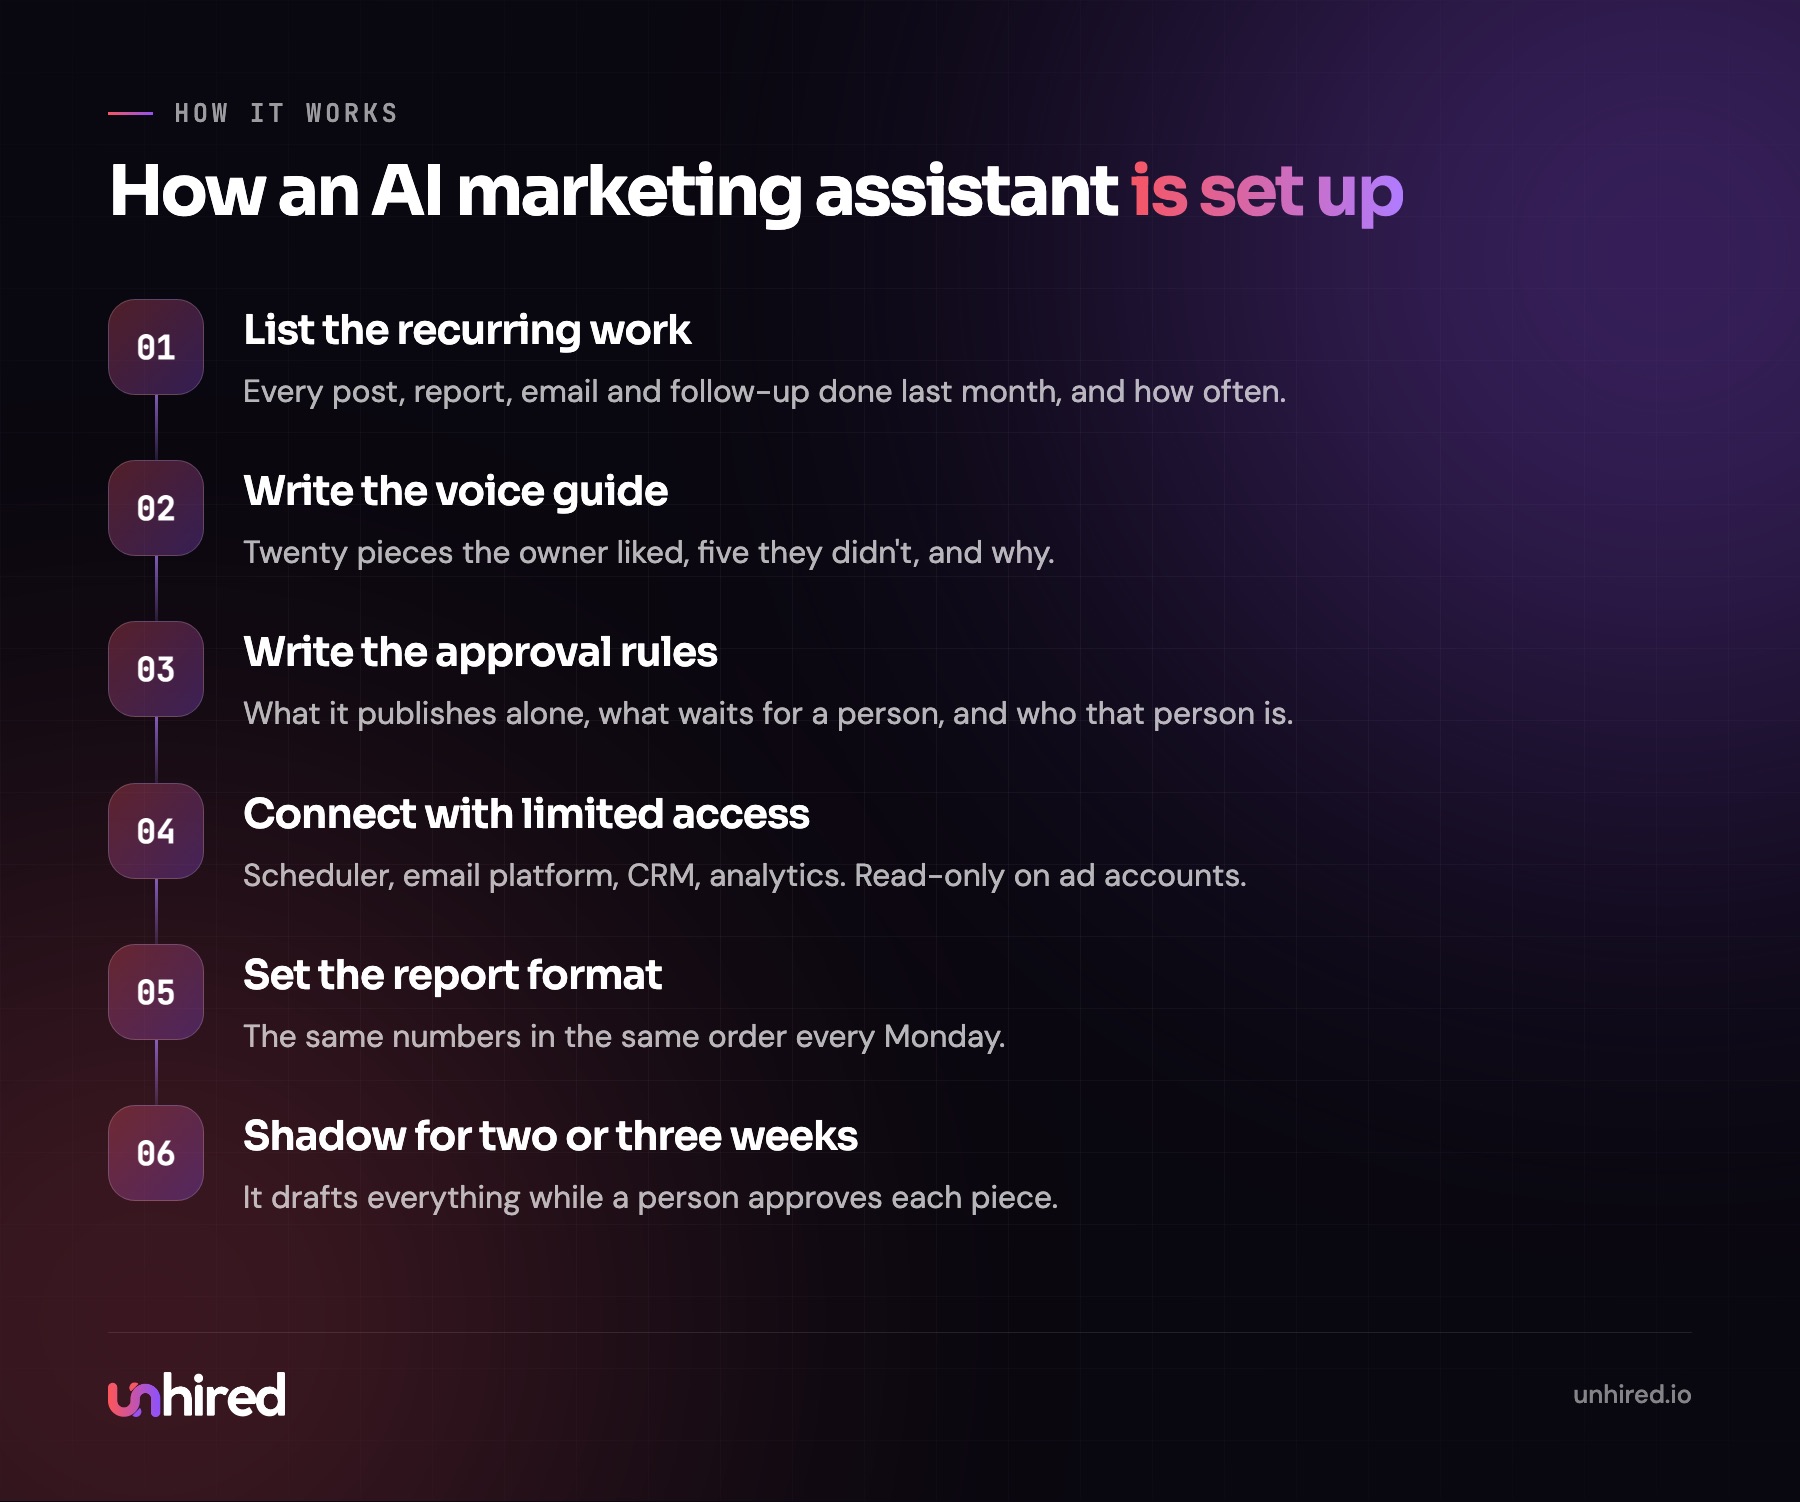 HOW IT WORKS
How an AI marketing assistant is set up
01
List the recurring work
Every post, report, email and follow-up done last month, and how often.
02
Write the voice guide
Twenty pieces the owner liked, five they didn't, and why.
03
Write the approval rules
What it publishes alone, what waits for a person, and who that person is.
04
Connect with limited access
Scheduler, email platform, CRM, analytics. Read-only on ad accounts.
05
Set the report format
The same numbers in the same order every Monday.
06
Shadow for two or three weeks
It drafts everything while a person approves each piece.
unhired
unhired.io